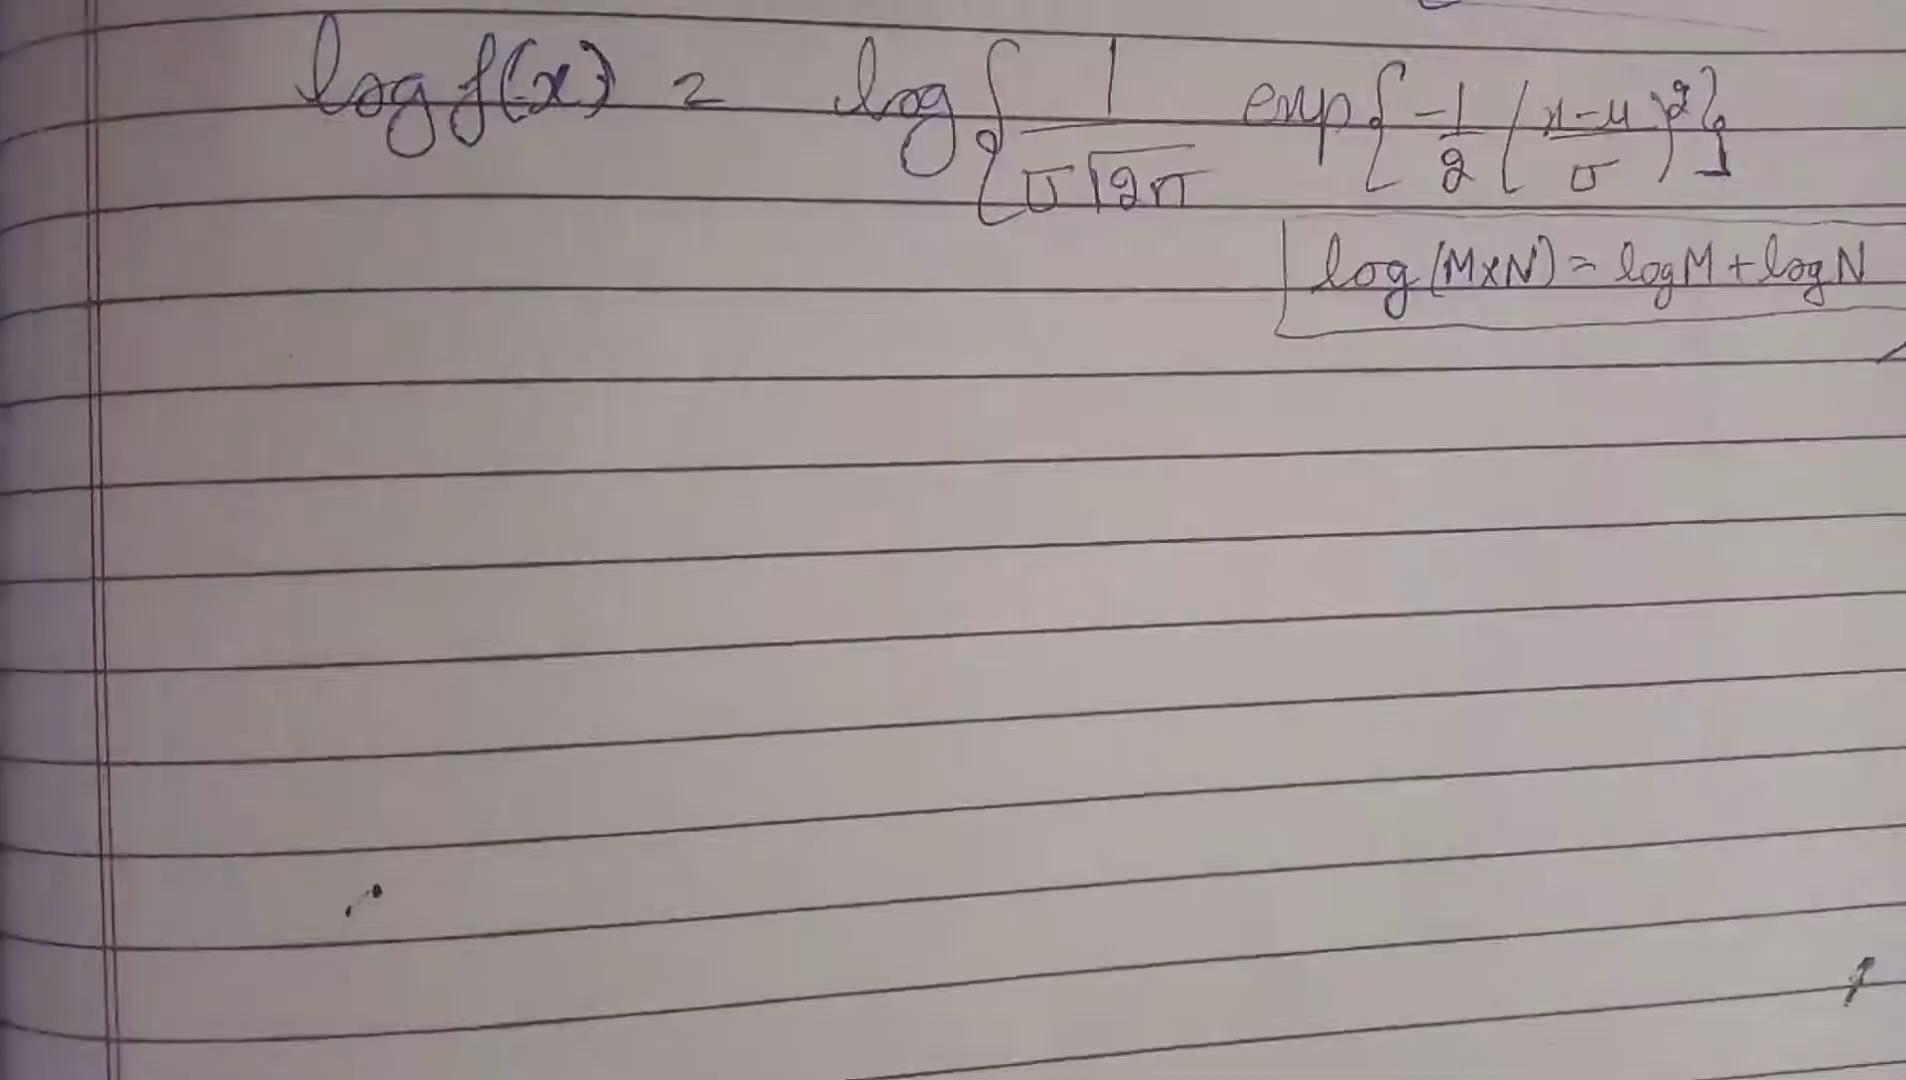 log f(x) = log { 1/(σ√2π) exp{ -1/2 ( (x-μ)/σ )² }
log (M×N) = log M + log N